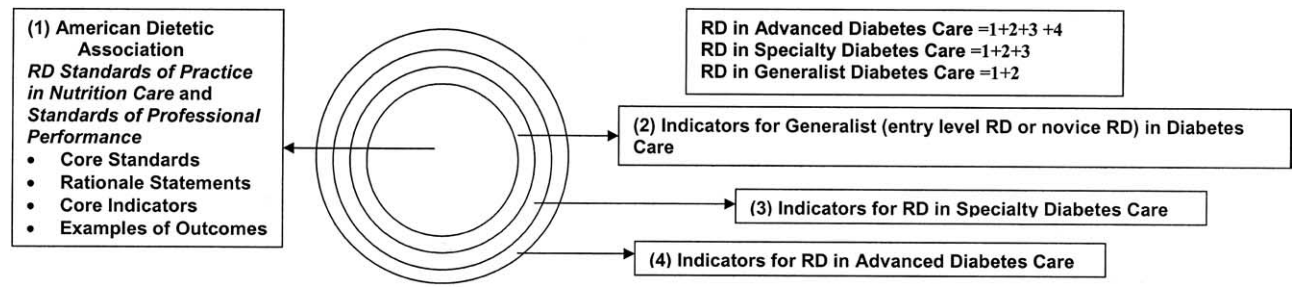 (1) American Dietetic
Association
RD Standards of Practice
in Nutrition Care and
Standards of Professional
Performance
• Core Standards
• Rationale Statements
• Core Indicators
• Examples of Outcomes
RD in Advanced Diabetes Care =1+2+3 +4
RD in Specialty Diabetes Care =1+2+3
RD in Generalist Diabetes Care =1+2
(2) Indicators for Generalist (entry level RD or novice RD) in Diabetes
Care
(3) Indicators for RD in Specialty Diabetes Care
(4) Indicators for RD in Advanced Diabetes Care